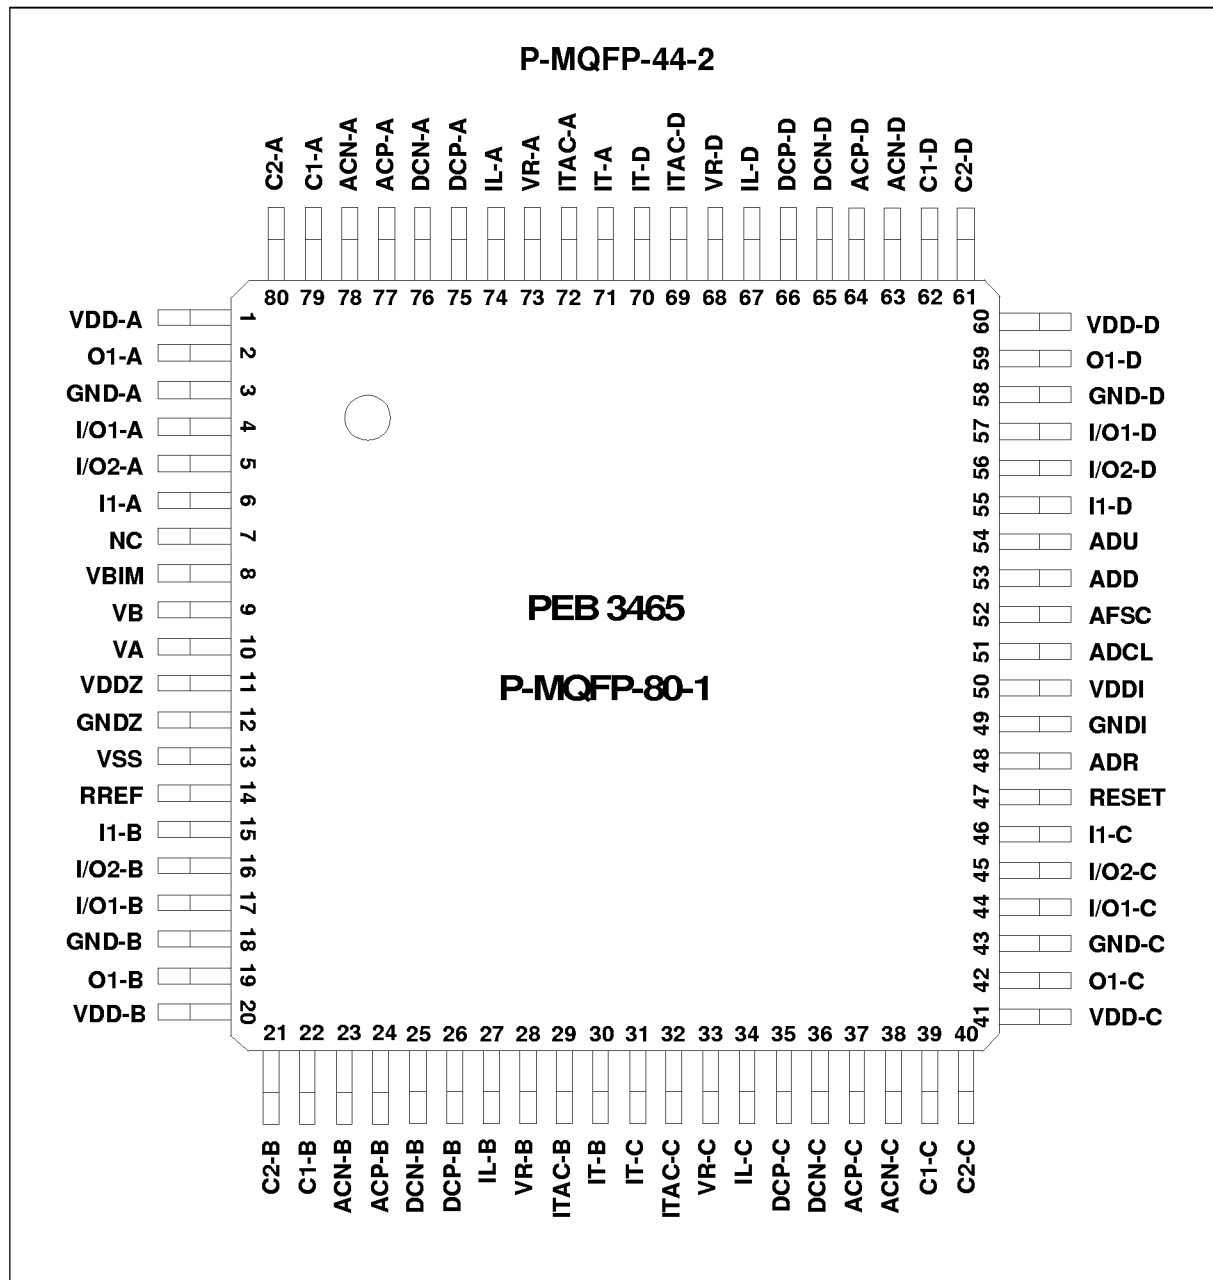 P-MQFP-44-2
C2-A
C1-A
ACN-A
ACP-A
DCN-A
DCP-A
IL-A
VR-A
ITAC-A
IT-A
IT-D
ITAC-D
VR-D
IL-D
DCP-D
DCN-D
ACP-D
ACN-D
C1-D
C2-D
80 79 78 77 76 75 74 73 72 71 70 69 68 67 66 65 64 63 62 61
VDD-A 1
O1-A 2
GND-A 3
I/O1-A 4
I/O2-A 5
I1-A 6
NC 7
VBIM 8
VB 9
VA 10
VDDZ 11
GNDZ 12
VSS 13
RREF 14
I1-B 15
I/O2-B 16
I/O1-B 17
GND-B 18
O1-B 19
VDD-B 20
PEB 3465
P-MQFP-80-1
60 VDD-D
59 O1-D
58 GND-D
57 I/O1-D
56 I/O2-D
55 I1-D
54 ADU
53 ADD
52 AFSC
51 ADCL
50 VDDI
49 GNDI
48 ADR
47 RESET
46 I1-C
45 I/O2-C
44 I/O1-C
43 GND-C
42 O1-C
41 VDD-C
21 22 23 24 25 26 27 28 29 30 31 32 33 34 35 36 37 38 39 40
C2-B
C1-B
ACN-B
ACP-B
DCN-B
DCP-B
IL-B
VR-B
ITAC-B
IT-B
IT-C
ITAC-C
VR-C
IL-C
DCP-C
DCN-C
ACP-C
ACN-C
C1-C
C2-C